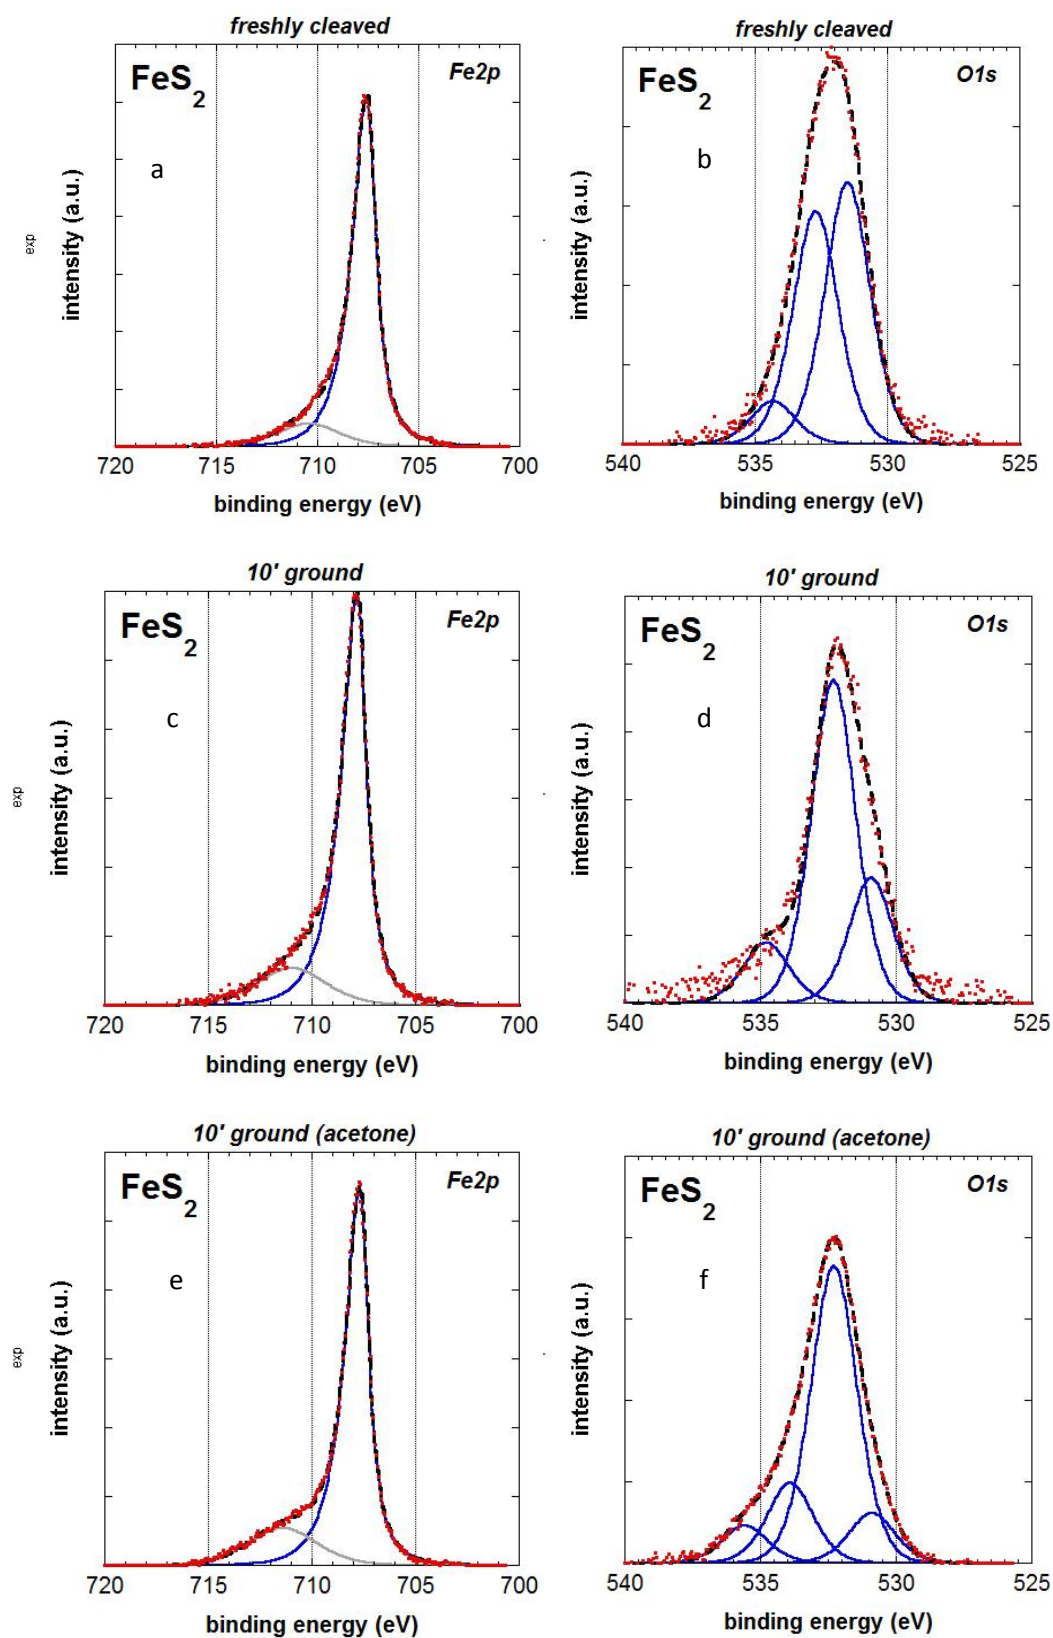 freshly cleaved
FeS2
Fe2p
a
intensity (a.u.)
exp
720 715 710 705 700
binding energy (eV)
freshly cleaved
FeS2
O1s
b
intensity (a.u.)
540 535 530 525
binding energy (eV)
10' ground
FeS2
Fe2p
c
intensity (a.u.)
exp
720 715 710 705 700
binding energy (eV)
10' ground
FeS2
O1s
d
intensity (a.u.)
540 535 530 525
binding energy (eV)
10' ground (acetone)
FeS2
Fe2p
e
intensity (a.u.)
exp
720 715 710 705 700
binding energy (eV)
10' ground (acetone)
FeS2
O1s
f
intensity (a.u.)
540 535 530 525
binding energy (eV)